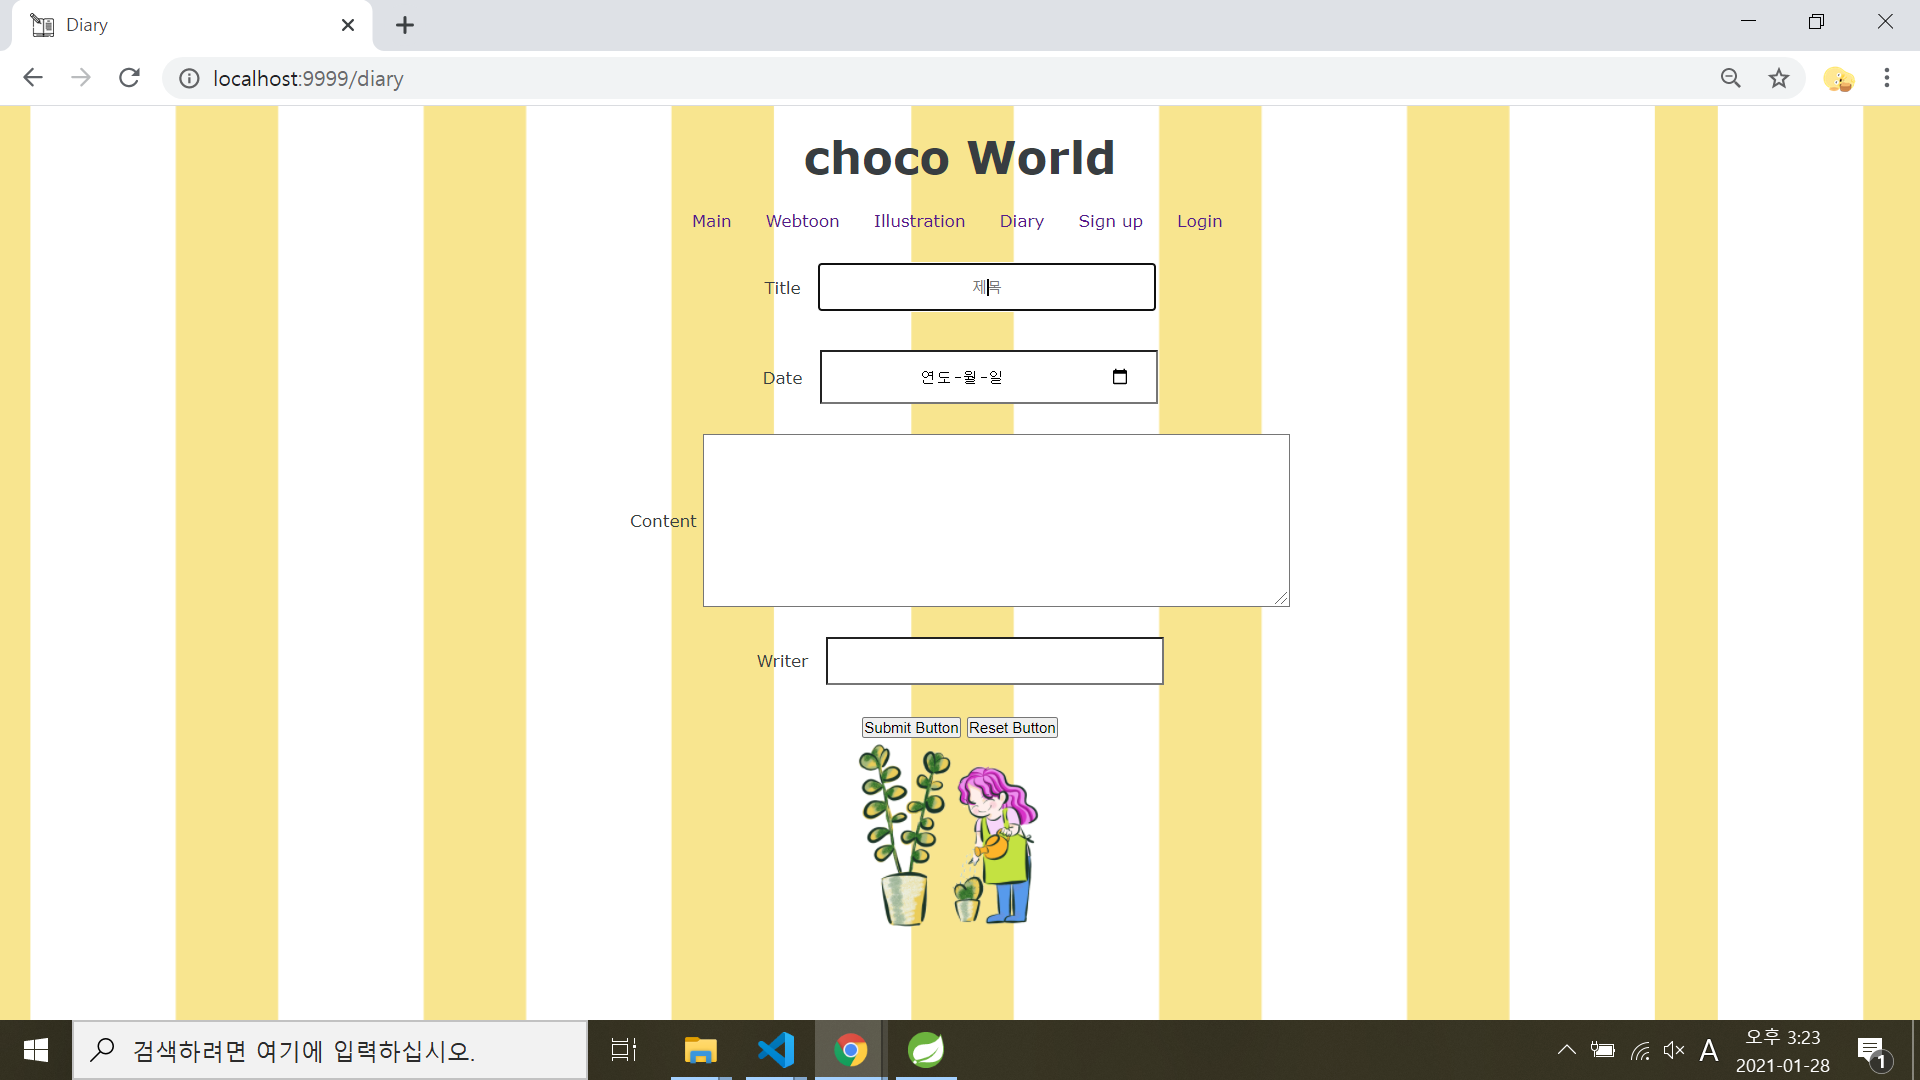 Diary
localhost:9999/diary
choco World
Main Webtoon Illustration Diary Sign up Login
Title 제목
Date 연도-월-일
Content
Writer
Submit Button Reset Button
검색하려면 여기에 입력하십시오.
A
오후 3:23
2021-01-28
1